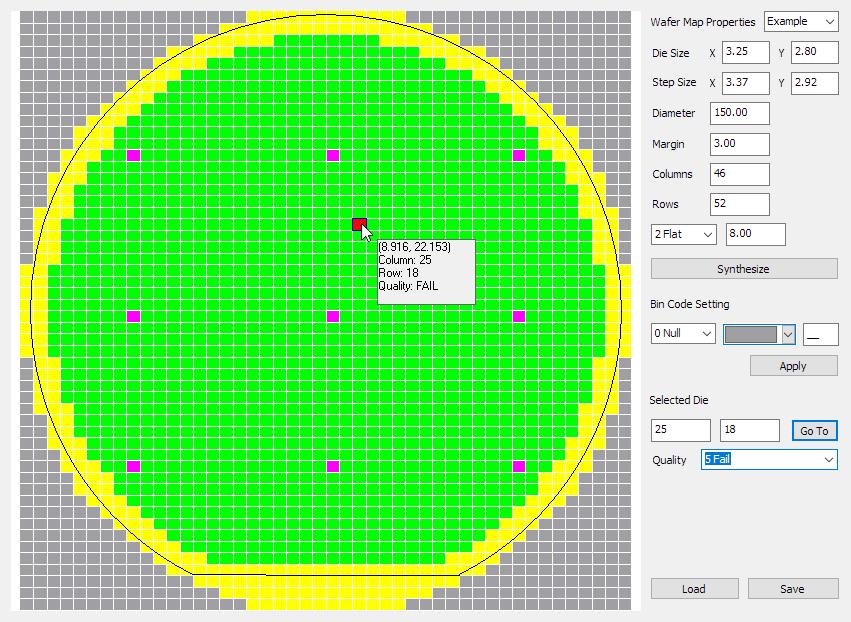 Wafer Map Properties Example
Die Size X 3.25 Y 2.80
Step Size X 3.37 Y 2.92
Diameter 150.00
Margin 3.00
Columns 46
Rows 52
2 Flat 8.00
Synthesize
Bin Code Setting
0 Null __
Apply
Selected Die
25 18 Go To
Quality 5 Fail
Load Save
(8.916, 22.153)
Column: 25
Row: 18
Quality: FAIL